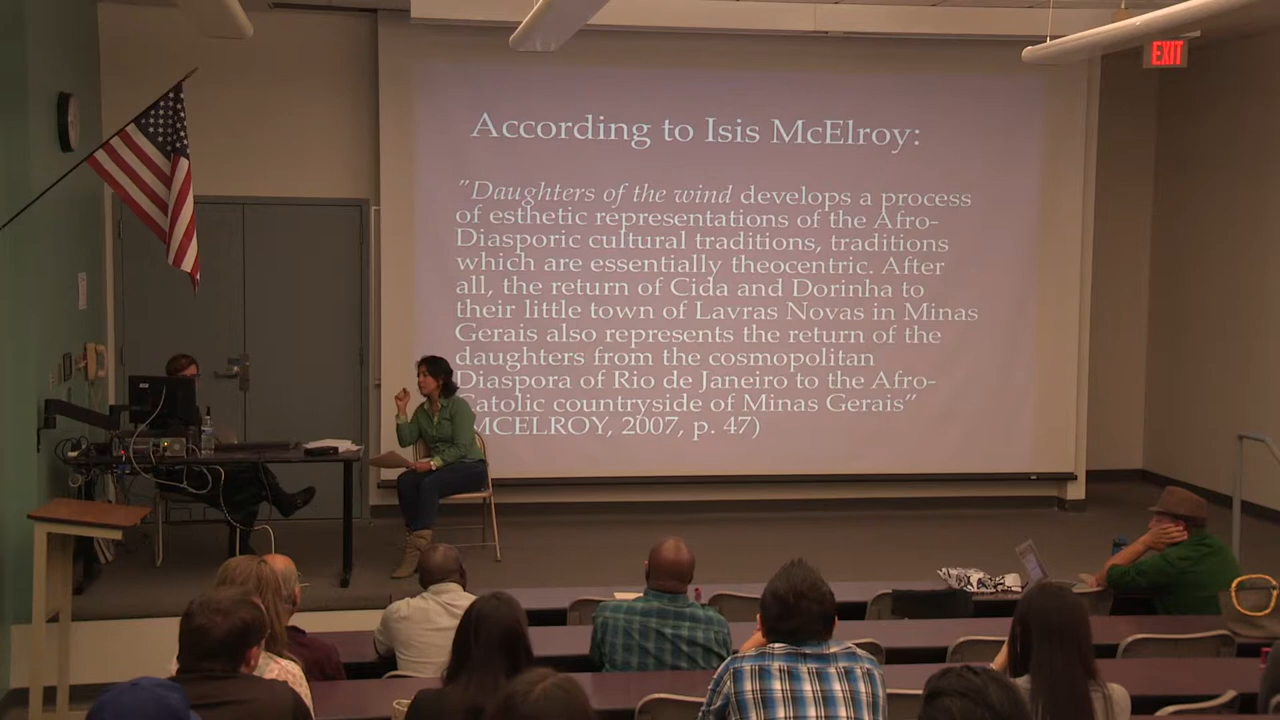 EXIT
According to Isis McElroy:
"Daughters of the wind develops a process
of esthetic representations of the Afro-
Diasporic cultural traditions, traditions
which are essentially theocentric. After
all, the return of Cida and Dorinha to
their little town of Lavras Novas in Minas
Gerais also represents the return of the
daughters from the cosmopolitan
Diaspora of Rio de Janeiro to the Afro-
Catolic countryside of Minas Gerais"
MCELROY, 2007, p. 47)